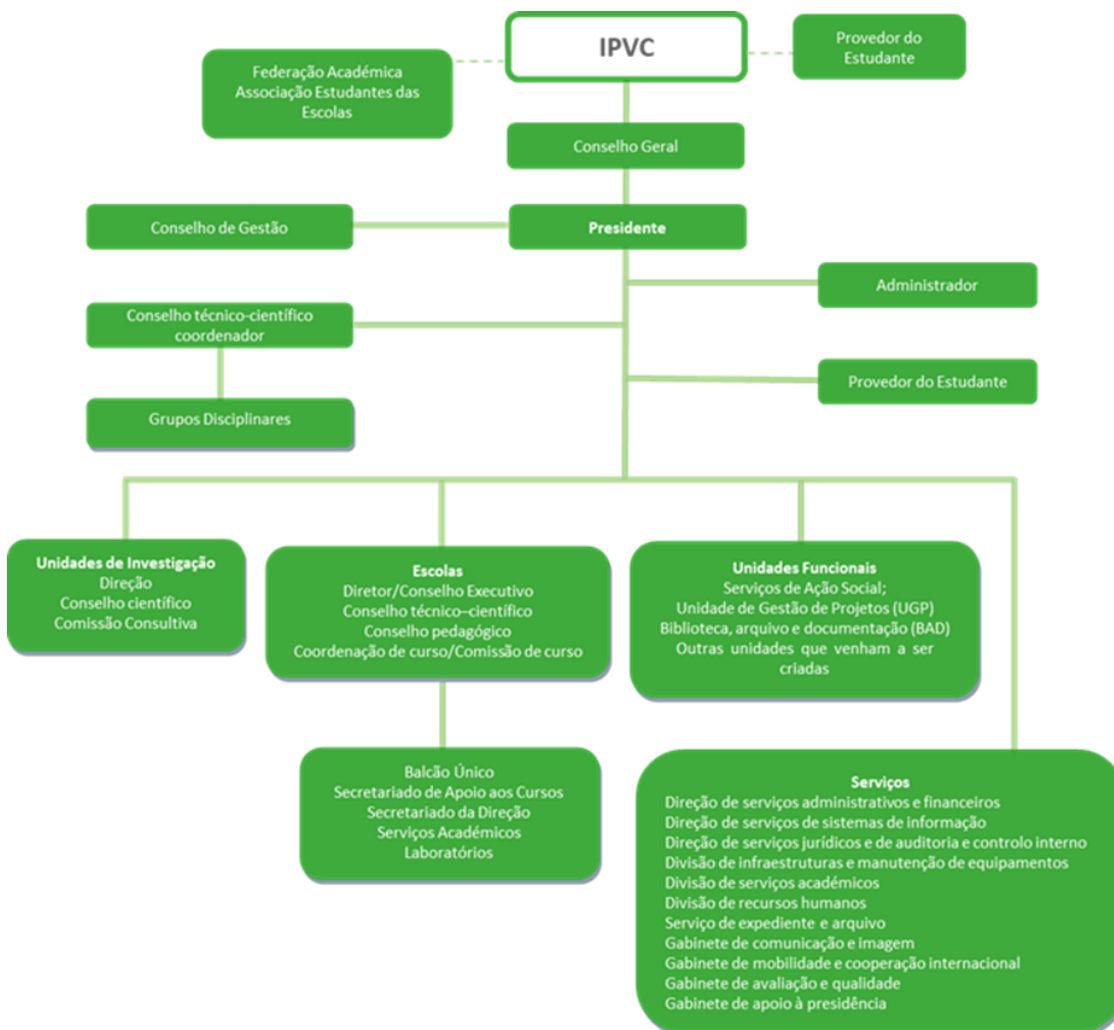 IPVC
Provedor do
Estudante
Federação Académica
Associação Estudantes das
Escolas
Conselho Geral
Conselho de Gestão
Presidente
Administrador
Conselho técnico-científico
coordenador
Provedor do Estudante
Grupos Disciplinares
Unidades de Investigação
Direção
Conselho científico
Comissão Consultiva
Escolas
Diretor/Conselho Executivo
Conselho técnico–científico
Conselho pedagógico
Coordenação de curso/Comissão de curso
Unidades Funcionais
Serviços de Ação Social;
Unidade de Gestão de Projetos (UGP)
Biblioteca, arquivo e documentação (BAD)
Outras unidades que venham a ser
criadas
Balcão Único
Secretariado de Apoio aos Cursos
Secretariado da Direção
Serviços Académicos
Laboratórios
Serviços
Direção de serviços administrativos e financeiros
Direção de serviços de sistemas de informação
Direção de serviços jurídicos e de auditoria e controlo interno
Divisão de infraestruturas e manutenção de equipamentos
Divisão de serviços académicos
Divisão de recursos humanos
Serviço de expediente e arquivo
Gabinete de comunicação e imagem
Gabinete de mobilidade e cooperação internacional
Gabinete de avaliação e qualidade
Gabinete de apoio à presidência